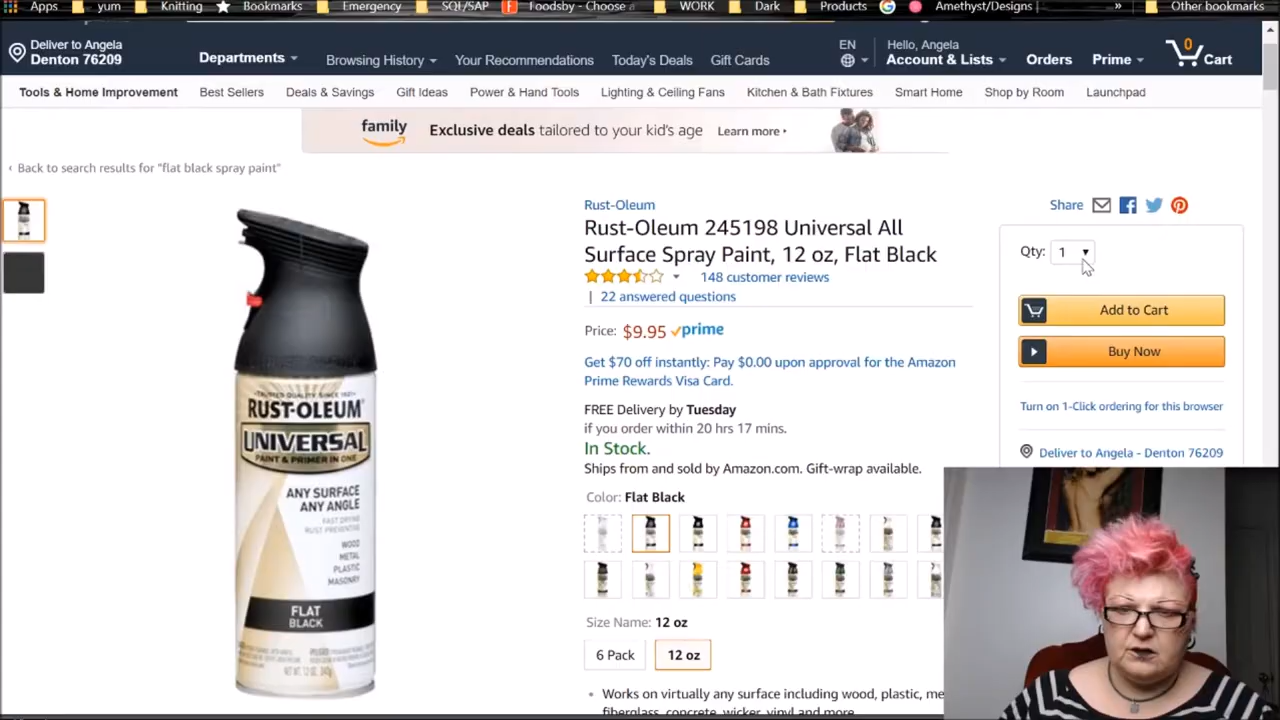 Apps yum Knitting Bookmarks Emergency SQL/SAP Foodsby - Choose a WORK Dark Products Amethyst/Designs » Other bookmarks
Deliver to Angela
Denton 76209
Departments
Browsing History
Your Recommendations
Today's Deals
Gift Cards
EN
Hello, Angela
Account & Lists
Orders
Prime
0
Cart
Tools & Home Improvement Best Sellers Deals & Savings Gift Ideas Power & Hand Tools Lighting & Ceiling Fans Kitchen & Bath Fixtures Smart Home Shop by Room Launchpad
family Exclusive deals tailored to your kid's age Learn more ›
‹ Back to search results for "flat black spray paint"
RUST-OLEUM®
UNIVERSAL
PAINT & PRIMER IN ONE
ANY SURFACE
ANY ANGLE
FAST DRYING
RUST PREVENTIVE
WOOD
METAL
PLASTIC
MASONRY
FLAT
BLACK
Rust-Oleum
Rust-Oleum 245198 Universal All
Surface Spray Paint, 12 oz, Flat Black
148 customer reviews
| 22 answered questions
Price: $9.95 prime
Get $70 off instantly: Pay $0.00 upon approval for the Amazon
Prime Rewards Visa Card.
FREE Delivery by Tuesday
if you order within 20 hrs 17 mins.
In Stock.
Ships from and sold by Amazon.com. Gift-wrap available.
Color: Flat Black
Size Name: 12 oz
6 Pack 12 oz
• Works on virtually any surface including wood, plastic, me
fiberglass, concrete, wicker, vinyl and more
Share
Qty: 1
Add to Cart
Buy Now
Turn on 1-Click ordering for this browser
Deliver to Angela - Denton 76209